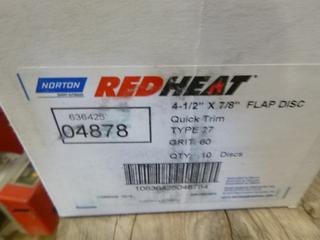 NORTON
REDHEAT
4-1/2" X 7/8" FLAP DISC
636425
04878
Quick Trim
TYPE 27
GRIT: 60
QTY: 10 Discs